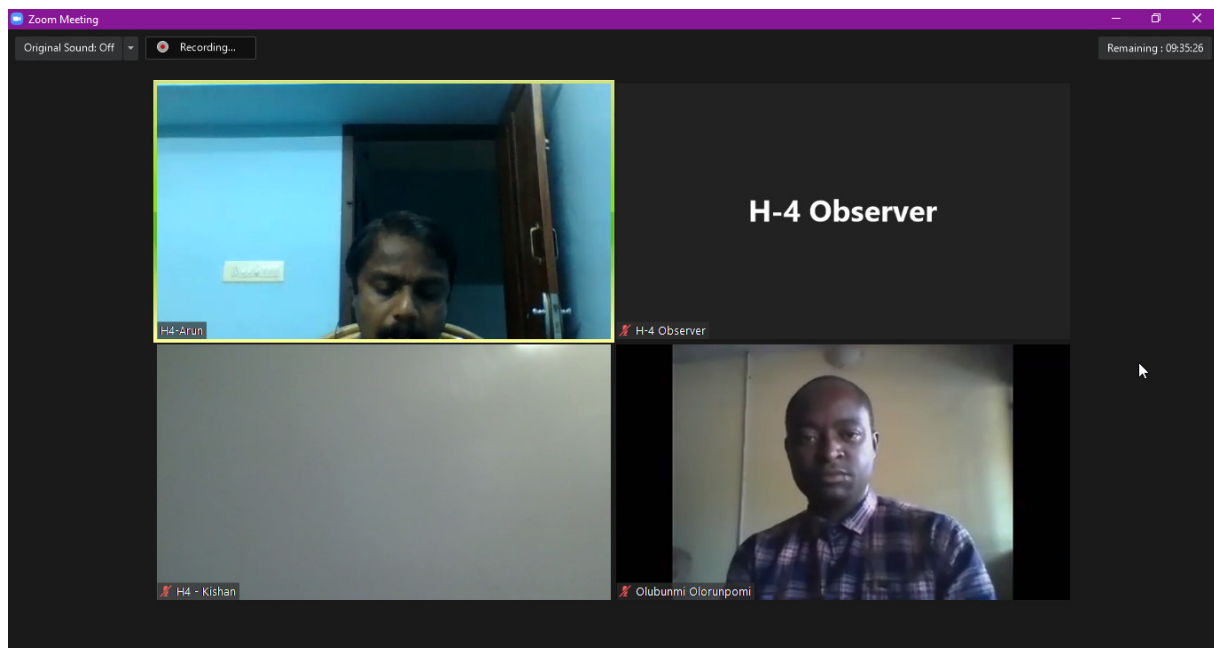 Zoom Meeting
Original Sound: Off
Recording...
Remaining : 09:35:26
H-4 Observer
H4-Arun
H-4 Observer
H4 - Kishan
Olubunmi Olorunpomi